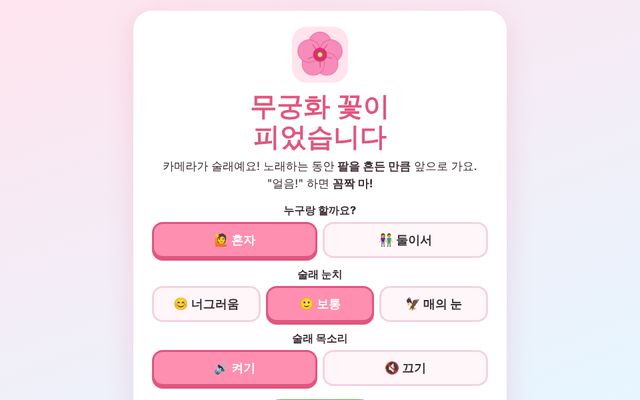 무궁화 꽃이
피었습니다
카메라가 술래예요! 노래하는 동안 팔을 흔든 만큼 앞으로 가요.
"얼음!" 하면 꼼짝 마!
누구랑 할까요?
🙋 혼자
👫 둘이서
술래 눈치
😊 너그러움
🙂 보통
🦅 매의 눈
술래 목소리
🔊 켜기
🔇 끄기